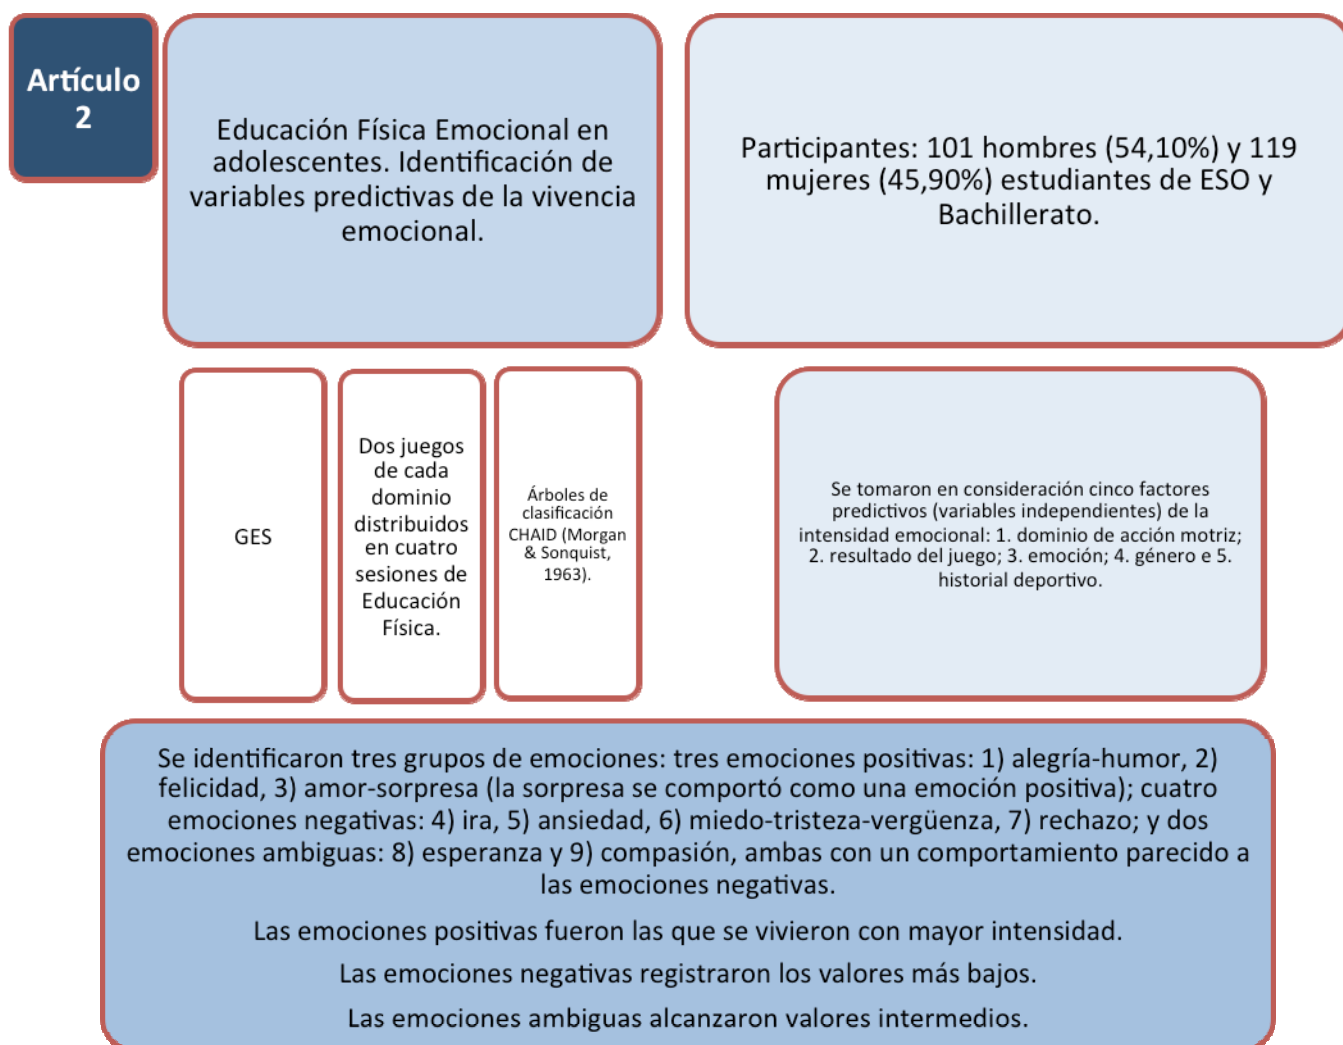 Artículo
2
Educación Física Emocional en
adolescentes. Identificación de
variables predictivas de la vivencia
emocional.
Participantes: 101 hombres (54,10%) y 119
mujeres (45,90%) estudiantes de ESO y
Bachillerato.
GES
Dos juegos
de cada
dominio
distribuidos
en cuatro
sesiones de
Educación
Física.
Árboles de
clasificación
CHAID (Morgan
& Sonquist,
1963).
Se tomaron en consideración cinco factores
predictivos (variables independientes) de la
intensidad emocional: 1. dominio de acción motriz;
2. resultado del juego; 3. emoción; 4. género e 5.
historial deportivo.
Se identificaron tres grupos de emociones: tres emociones positivas: 1) alegría-humor, 2)
felicidad, 3) amor-sorpresa (la sorpresa se comportó como una emoción positiva); cuatro
emociones negativas: 4) ira, 5) ansiedad, 6) miedo-tristeza-vergüenza, 7) rechazo; y dos
emociones ambiguas: 8) esperanza y 9) compasión, ambas con un comportamiento parecido a
las emociones negativas.
Las emociones positivas fueron las que se vivieron con mayor intensidad.
Las emociones negativas registraron los valores más bajos.
Las emociones ambiguas alcanzaron valores intermedios.